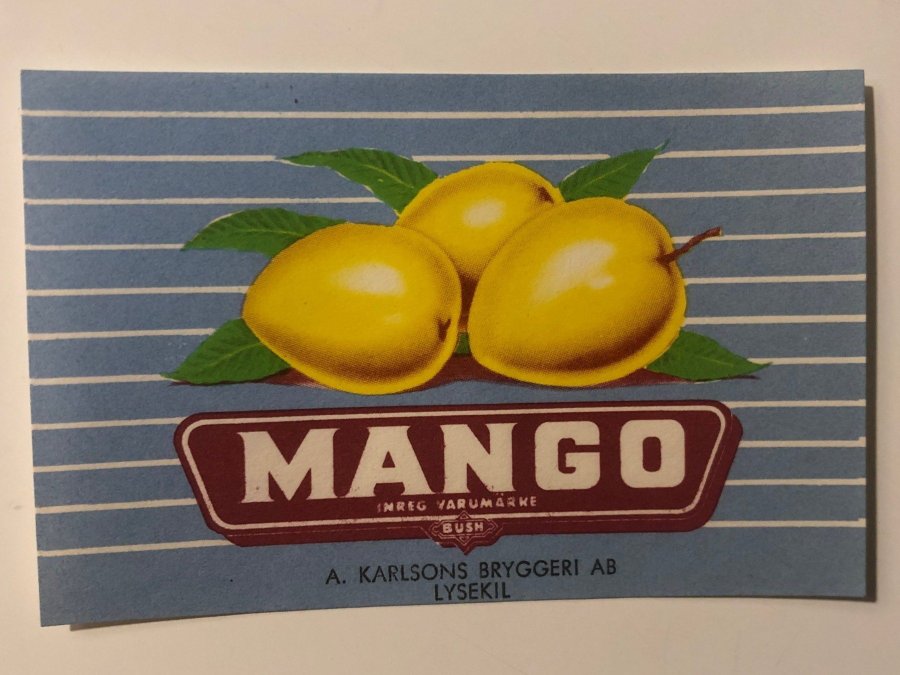 MANGO
INREG VARUMÄRKE
BUSH
A. KARLSONS BRYGGERI AB
LYSEKIL